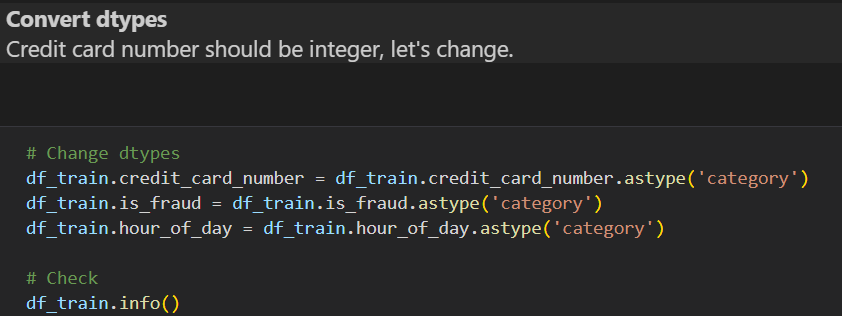 Convert dtypes
Credit card number should be integer, let's change.
# Change dtypes
df_train.credit_card_number = df_train.credit_card_number.astype('category')
df_train.is_fraud = df_train.is_fraud.astype('category')
df_train.hour_of_day = df_train.hour_of_day.astype('category')
# Check
df_train.info()